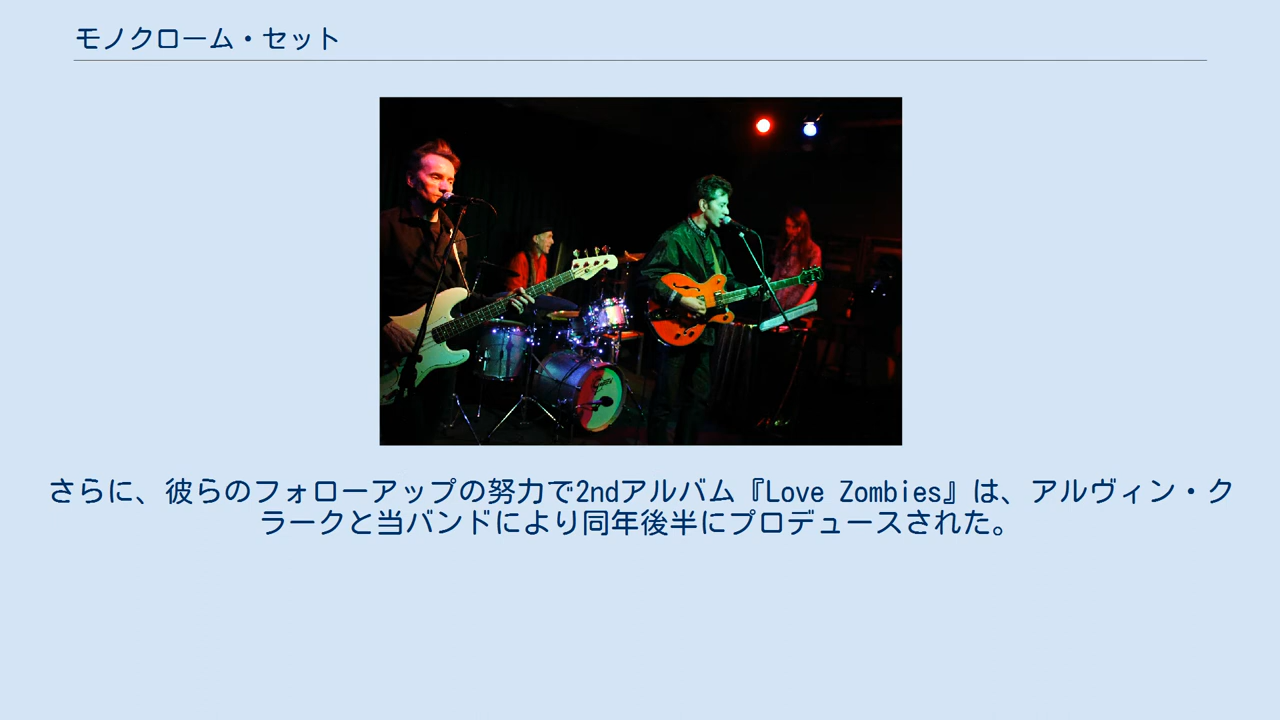 モノクローム・セット
さらに、彼らのフォローアップの努力で2ndアルバム『Love Zombies』は、アルヴィン・ク
ラークと当バンドにより同年後半にプロデュースされた。